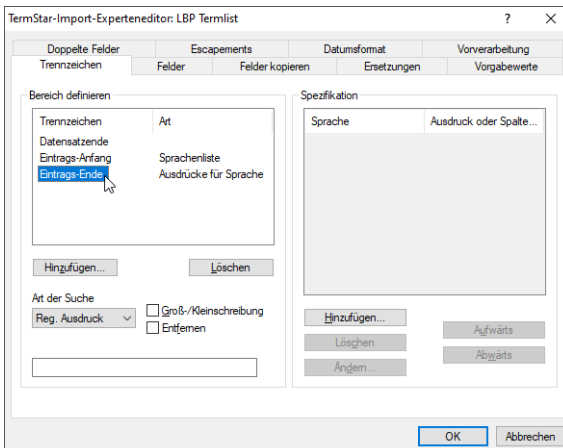 TermStar-Import-Experteneditor: LBP Termlist
Doppelte Felder Escapements Datumsformat Vorverarbeitung
Trennzeichen Felder Felder kopieren Ersetzungen Vorgabewerte
Bereich definieren
Trennzeichen Art
Datensatzende
Eintrags-Anfang Sprachenliste
Eintrags-Ende Ausdrücke für Sprache
Hinzufügen... Löschen
Art der Suche
Reg. Ausdruck
Groß-/Kleinschreibung
Entfernen
Spezifikation
Sprache Ausdruck oder Spalte...
Hinzufügen...
Löschen
Ändern...
Aufwärts
Abwärts
OK Abbrechen